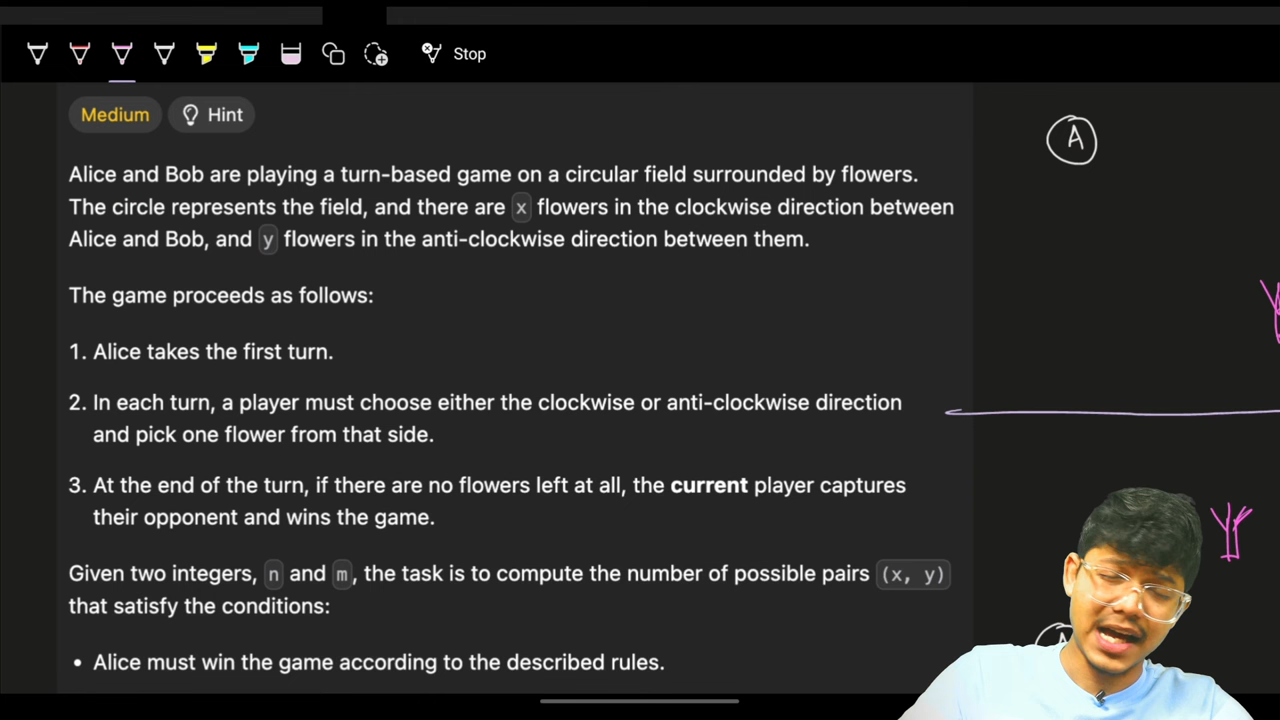 Stop
Medium
Hint
A
Alice and Bob are playing a turn-based game on a circular field surrounded by flowers.
The circle represents the field, and there are x flowers in the clockwise direction between
Alice and Bob, and y flowers in the anti-clockwise direction between them.
The game proceeds as follows:
1. Alice takes the first turn.
2. In each turn, a player must choose either the clockwise or anti-clockwise direction
and pick one flower from that side.
3. At the end of the turn, if there are no flowers left at all, the current player captures
their opponent and wins the game.
Given two integers, n and m, the task is to compute the number of possible pairs (x, y)
that satisfy the conditions:
• Alice must win the game according to the described rules.